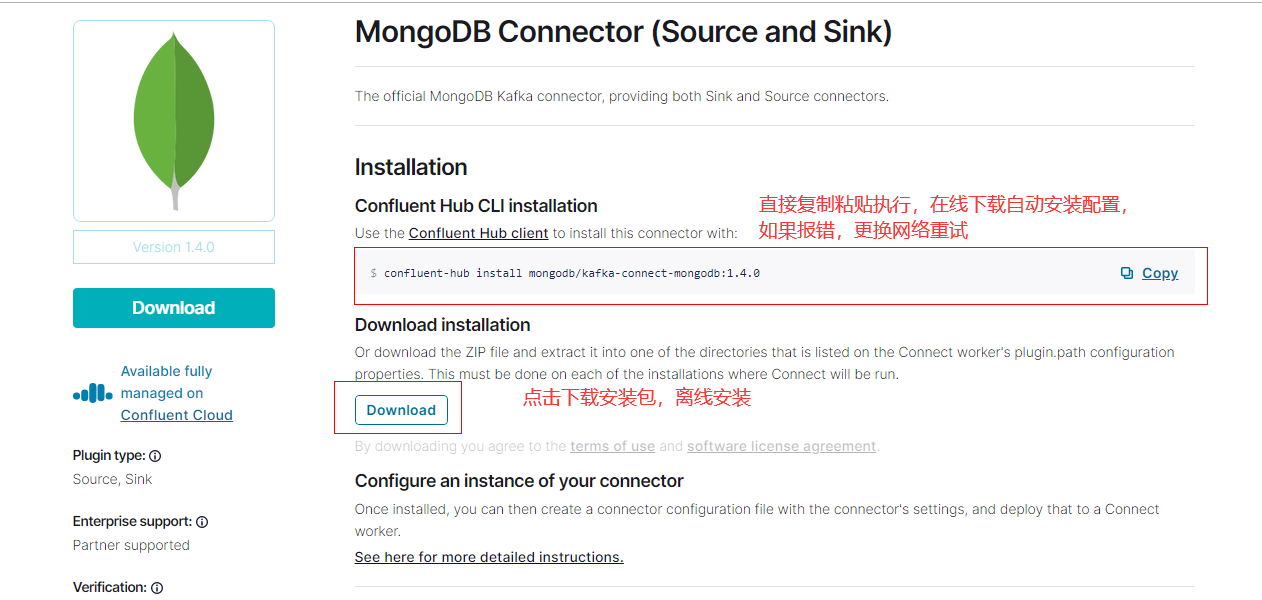 MongoDB Connector (Source and Sink)
The official MongoDB Kafka connector, providing both Sink and Source connectors.
Version 1.4.0
Download
Available fully
managed on
Confluent Cloud
Plugin type:
Source, Sink
Enterprise support:
Partner supported
Verification:
Installation
Confluent Hub CLI installation
直接复制粘贴执行，在线下载自动安装配置，
如果报错，更换网络重试
Use the Confluent Hub client to install this connector with:
$ confluent-hub install mongodb/kafka-connect-mongodb:1.4.0
Copy
Download installation
Or download the ZIP file and extract it into one of the directories that is listed on the Connect worker's plugin.path configuration
properties. This must be done on each of the installations where Connect will be run.
点击下载安装包，离线安装
Download
By downloading you agree to the terms of use and software license agreement.
Configure an instance of your connector
Once installed, you can then create a connector configuration file with the connector's settings, and deploy that to a Connect
worker.
See here for more detailed instructions.